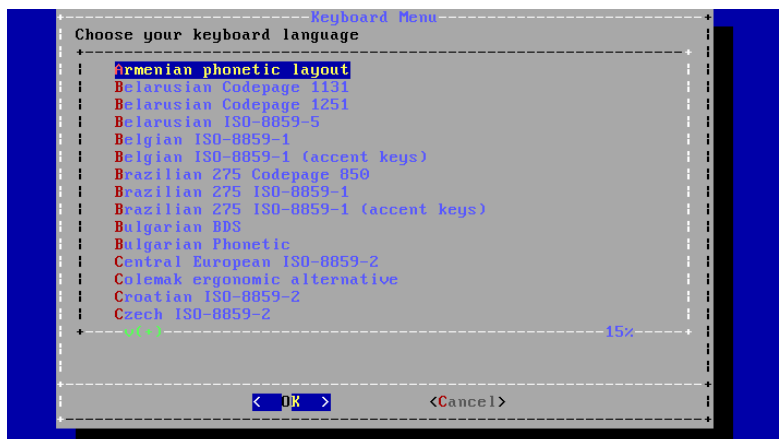 Keyboard Menu
Choose your keyboard language
Armenian phonetic layout
Belarusian Codepage 1131
Belarusian Codepage 1251
Belarusian ISO-8859-5
Belgian ISO-8859-1
Belgian ISO-8859-1 (accent keys)
Brazilian 275 Codepage 850
Brazilian 275 ISO-8859-1
Brazilian 275 ISO-8859-1 (accent keys)
Bulgarian BDS
Bulgarian Phonetic
Central European ISO-8859-2
Colemak ergonomic alternative
Croatian ISO-8859-2
Czech ISO-8859-2
v(+) 15%
< OK > <Cancel>